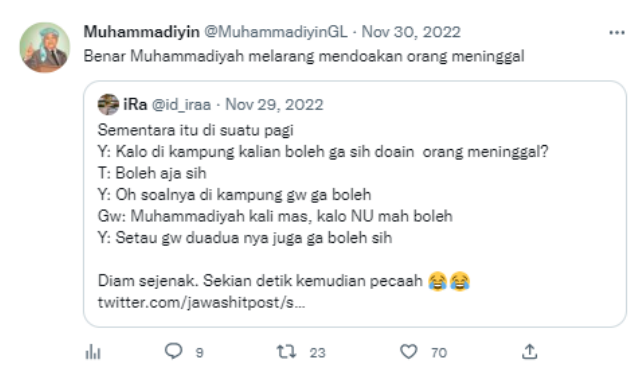 Muhammadiyin @MuhammadiyinGL · Nov 30, 2022
Benar Muhammadiyah melarang mendoakan orang meninggal
iRa @id_iraa · Nov 29, 2022
Sementara itu di suatu pagi
Y: Kalo di kampung kalian boleh ga sih doain orang meninggal?
T: Boleh aja sih
Y: Oh soalnya di kampung gw ga boleh
Gw: Muhammadiyah kali mas, kalo NU mah boleh
Y: Setau gw duadua nya juga ga boleh sih
Diam sejenak. Sekian detik kemudian pecaah 😂😂
twitter.com/jawashitpost/s...
9 23 70